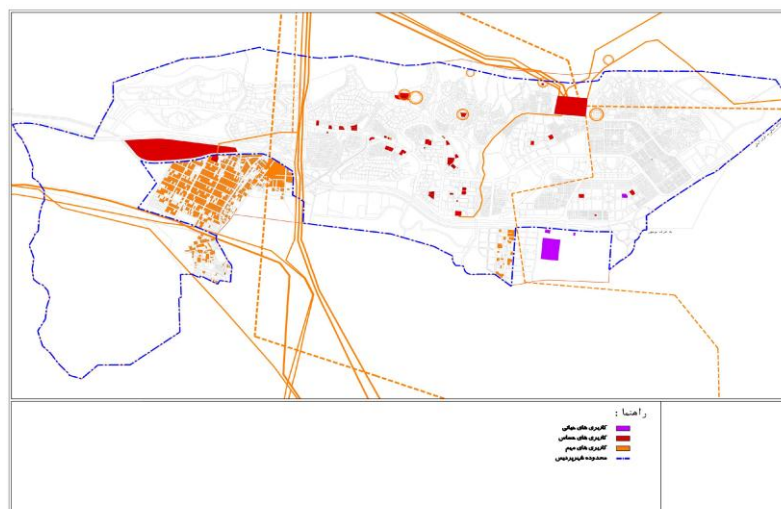 راهنما :
کاربری های حیاتی
کاربری های حساس
کاربری های مهم
محدوده شهر پردیس